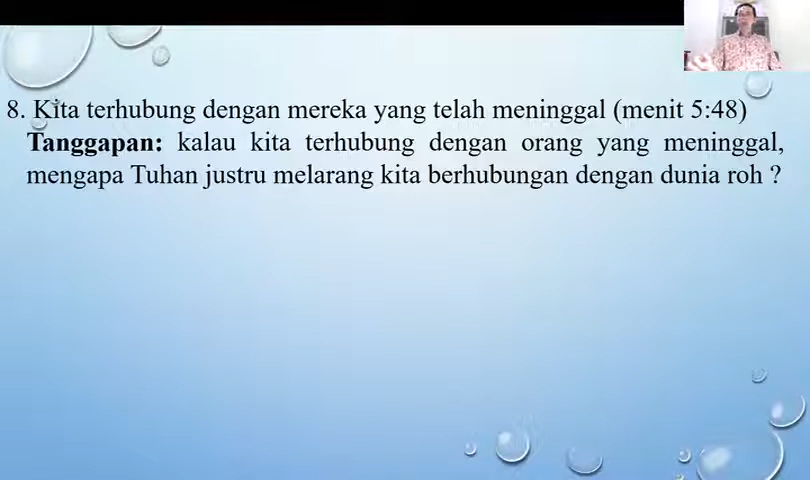 8. Kita terhubung dengan mereka yang telah meninggal (menit 5:48)
Tanggapan: kalau kita terhubung dengan orang yang meninggal,
mengapa Tuhan justru melarang kita berhubungan dengan dunia roh ?